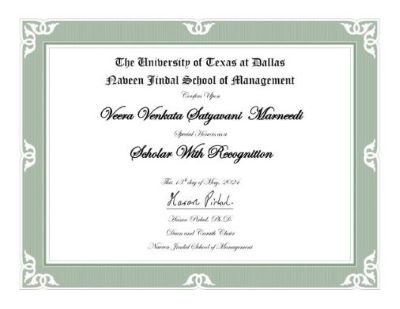 The University of Texas at Dallas
Naveen Jindal School of Management
Confers Upon
Veera Venkata Satyavani Marneedi
Special Honors as a
Scholar With Recognition
This 13th day of May, 2024
Hasan Pirkul
Hasan Pirkul, Ph.D.
Dean and Caruth Chair
Naveen Jindal School of Management